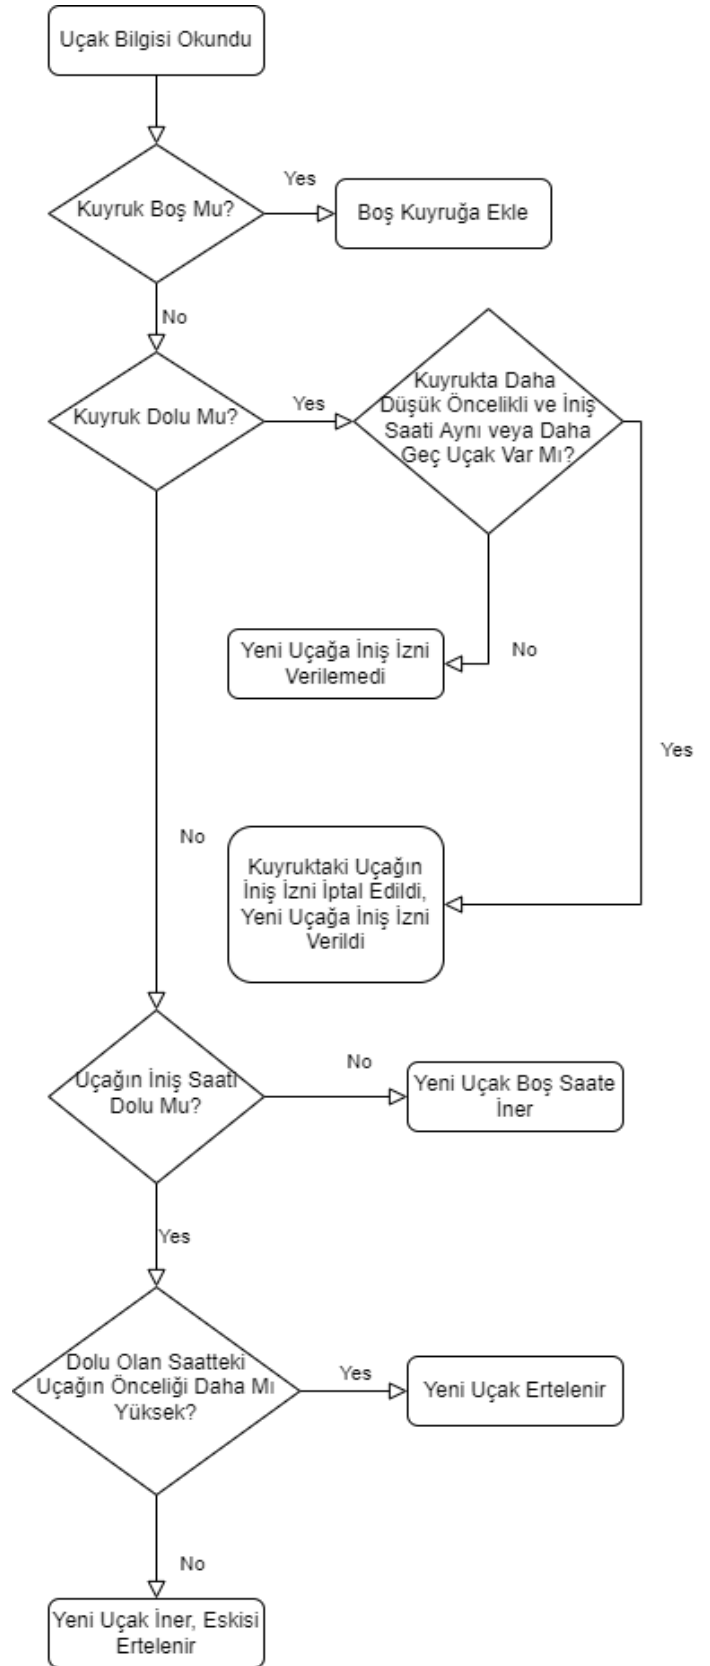 Uçak Bilgisi Okundu
Kuyruk Boş Mu?
Yes
Boş Kuyruğa Ekle
No
Kuyruk Dolu Mu?
Yes
Kuyrukta Daha
Düşük Öncelikli ve İniş
Saati Aynı veya Daha
Geç Uçak Var Mı?
Yeni Uçağa İniş İzni
Verilemedi
No
Yes
No
Kuyruktaki Uçağın
İniş İzni İptal Edildi,
Yeni Uçağa İniş İzni
Verildi
Uçağın İniş Saati
Dolu Mu?
No
Yeni Uçak Boş Saate
İner
Yes
Dolu Olan Saatteki
Uçağın Önceliği Daha Mı
Yüksek?
Yes
Yeni Uçak Ertelenir
No
Yeni Uçak İner, Eskisi
Ertelenir